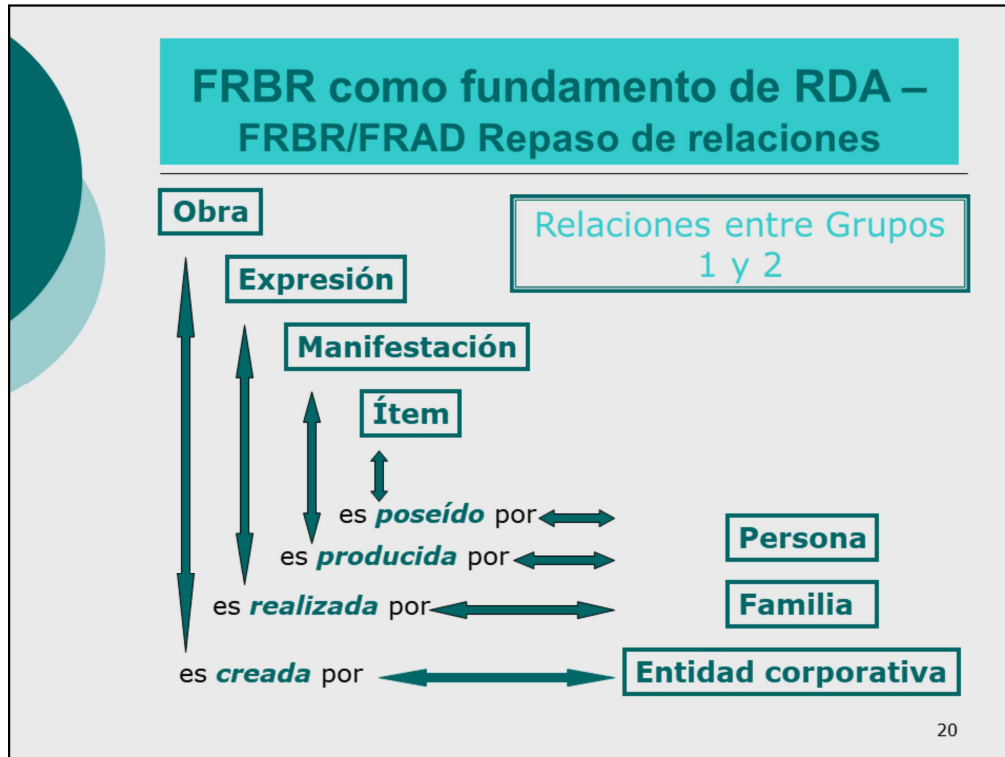 FRBR como fundamento de RDA –
FRBR/FRAD Repaso de relaciones
Obra
Relaciones entre Grupos
1 y 2
Expresión
Manifestación
Ítem
es poseído por
es producida por
es realizada por
es creada por
Persona
Familia
Entidad corporativa
20